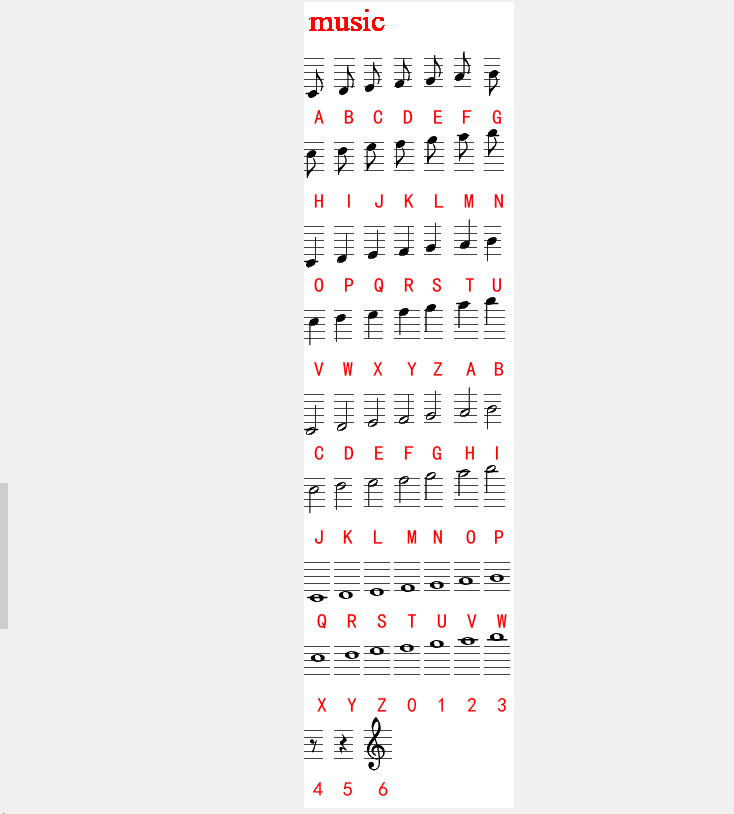 music
A B C D E F G
H I J K L M N
O P Q R S T U
V W X Y Z A B
C D E F G H I
J K L M N O P
Q R S T U V W
X Y Z 0 1 2 3
4 5 6